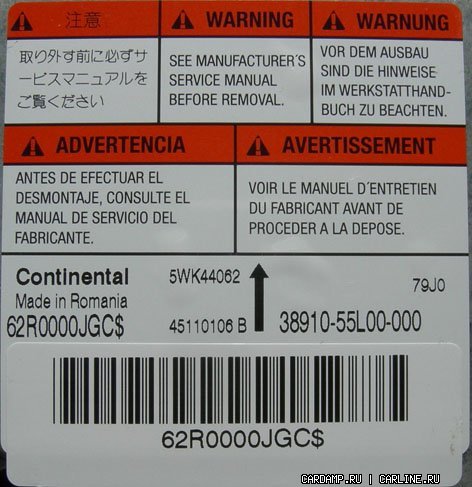 注意
取り外す前に必ずサ
ービスマニュアルを
ご覧ください
WARNING
SEE MANUFACTURER'S
SERVICE MANUAL
BEFORE REMOVAL.
WARNUNG
VOR DEM AUSBAU
SIND DIE HINWEISE
IM WERKSTATTHAND-
BUCH ZU BEACHTEN.
ADVERTENCIA
ANTES DE EFECTUAR EL
DESMONTAJE, CONSULTE EL
MANUAL DE SERVICIO DEL
FABRICANTE.
AVERTISSEMENT
VOIR LE MANUEL D´ENTRETIEN
DU FABRICANT AVANT DE
PROCEDER A LA DEPOSE.
Continental 5WK44062 79J0
Made in Romania
62R0000JGC$ 45110106 B 38910-55L00-000
62R0000JGC$
CARDAMP.RU | CARLINE.RU